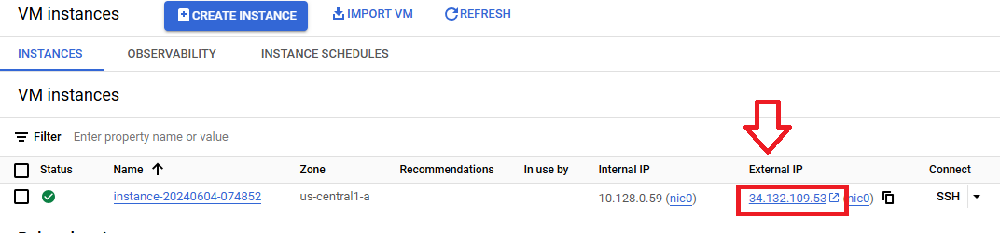 VM instances CREATE INSTANCE IMPORT VM REFRESH
INSTANCES OBSERVABILITY INSTANCE SCHEDULES
VM instances
Filter Enter property name or value
Status Name Zone Recommendations In use by Internal IP External IP Connect
instance-20240604-074852 us-central1-a 10.128.0.59 (nic0) 34.132.109.53 (nic0) SSH